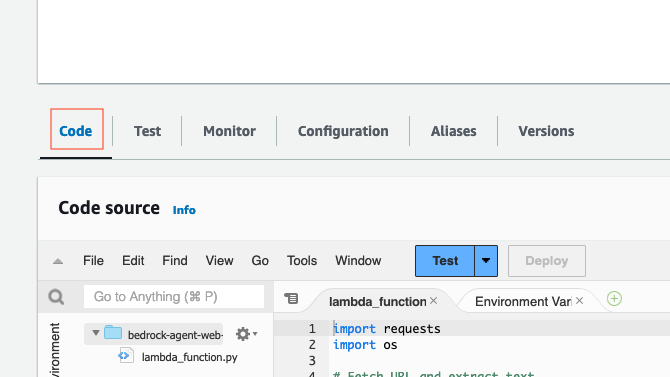 Code Test Monitor Configuration Aliases Versions
Code source Info
File Edit Find View Go Tools Window Test Deploy
Go to Anything (⌘ P) lambda_function × Environment Vari ×
bedrock-agent-web- 1 import requests
lambda_function.py 2 import os
3
4 # Fetch URL and extract text